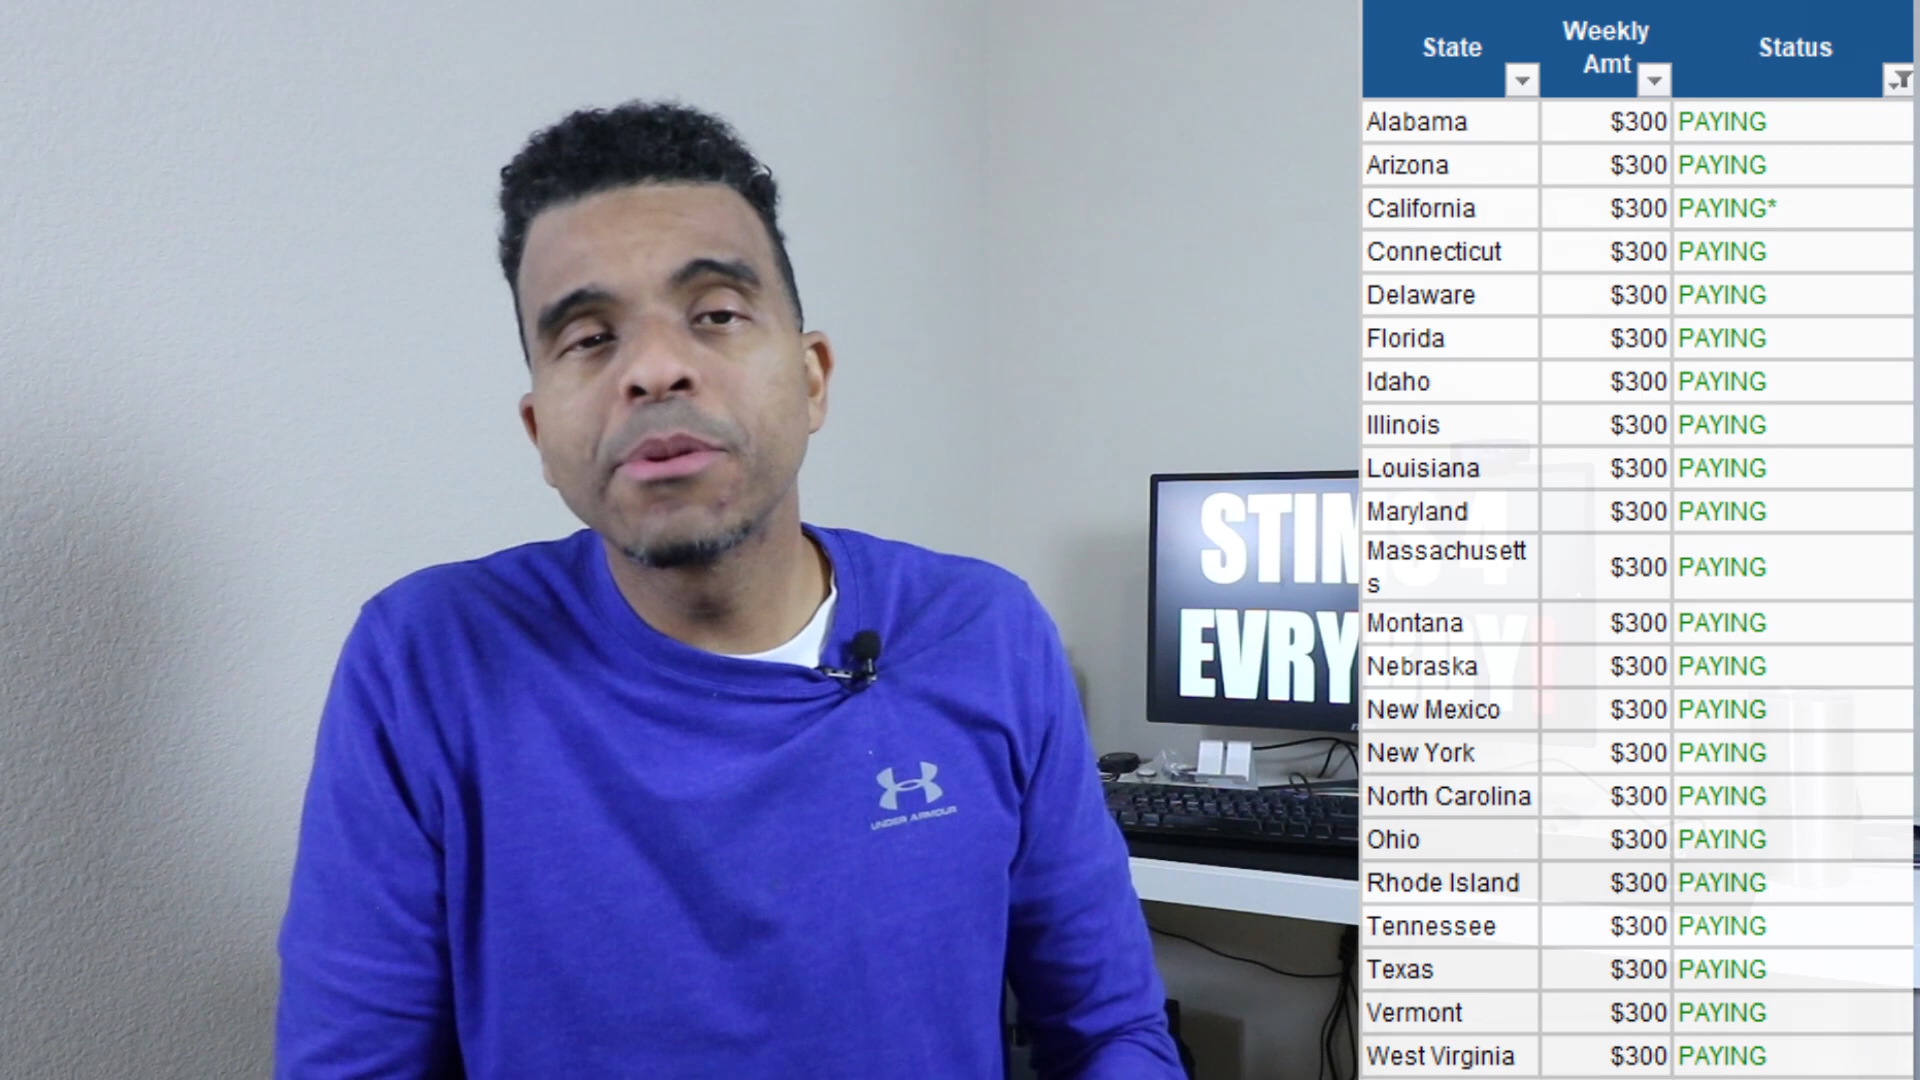 State Weekly Amt Status
Alabama $300 PAYING
Arizona $300 PAYING
California $300 PAYING*
Connecticut $300 PAYING
Delaware $300 PAYING
Florida $300 PAYING
Idaho $300 PAYING
Illinois $300 PAYING
Louisiana $300 PAYING
Maryland $300 PAYING
Massachusetts $300 PAYING
Montana $300 PAYING
Nebraska $300 PAYING
New Mexico $300 PAYING
New York $300 PAYING
North Carolina $300 PAYING
Ohio $300 PAYING
Rhode Island $300 PAYING
Tennessee $300 PAYING
Texas $300 PAYING
Vermont $300 PAYING
West Virginia $300 PAYING
STIMS 4
EVRYBODY!
UNDER ARMOUR